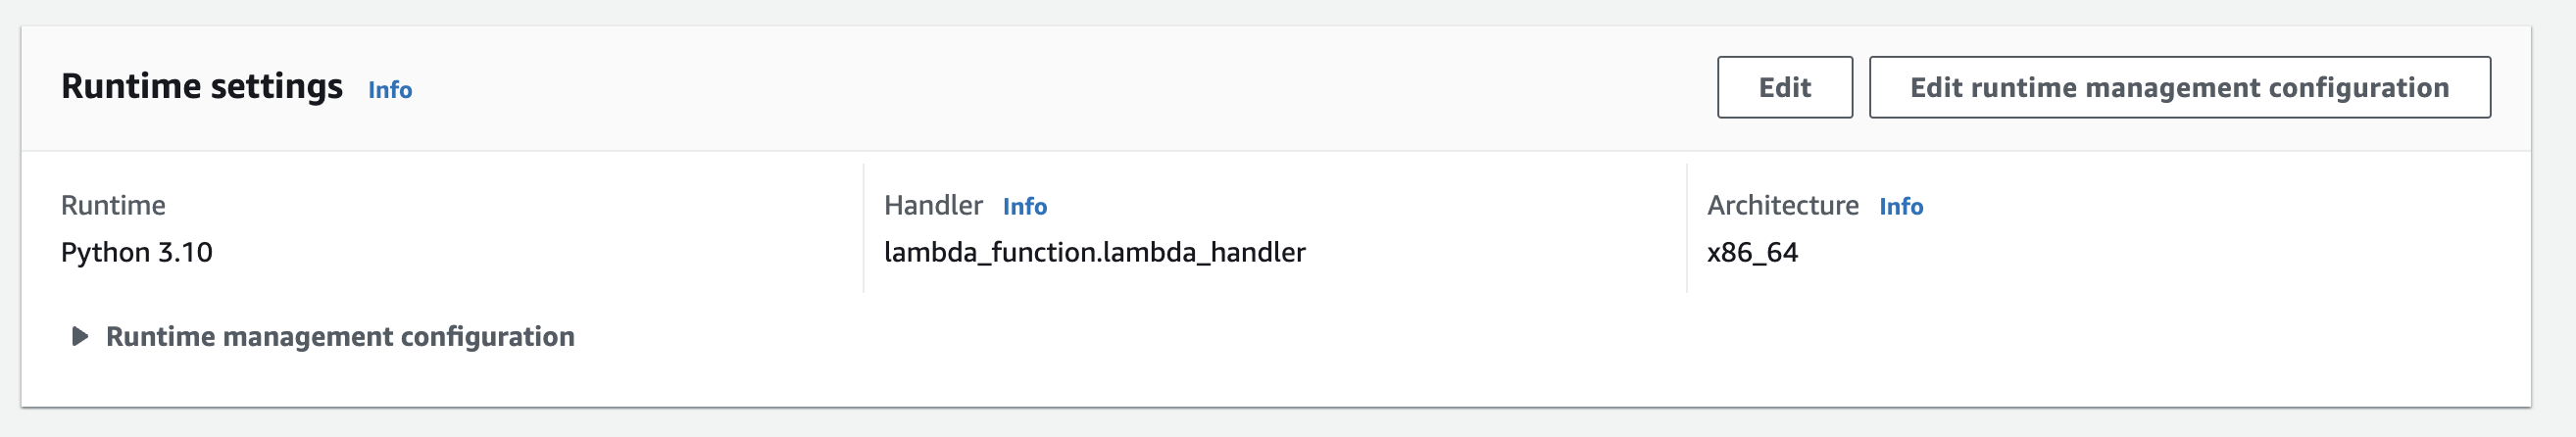 Runtime settings Info
Edit
Edit runtime management configuration
Runtime
Python 3.10
Handler Info
lambda_function.lambda_handler
Architecture Info
x86_64
Runtime management configuration